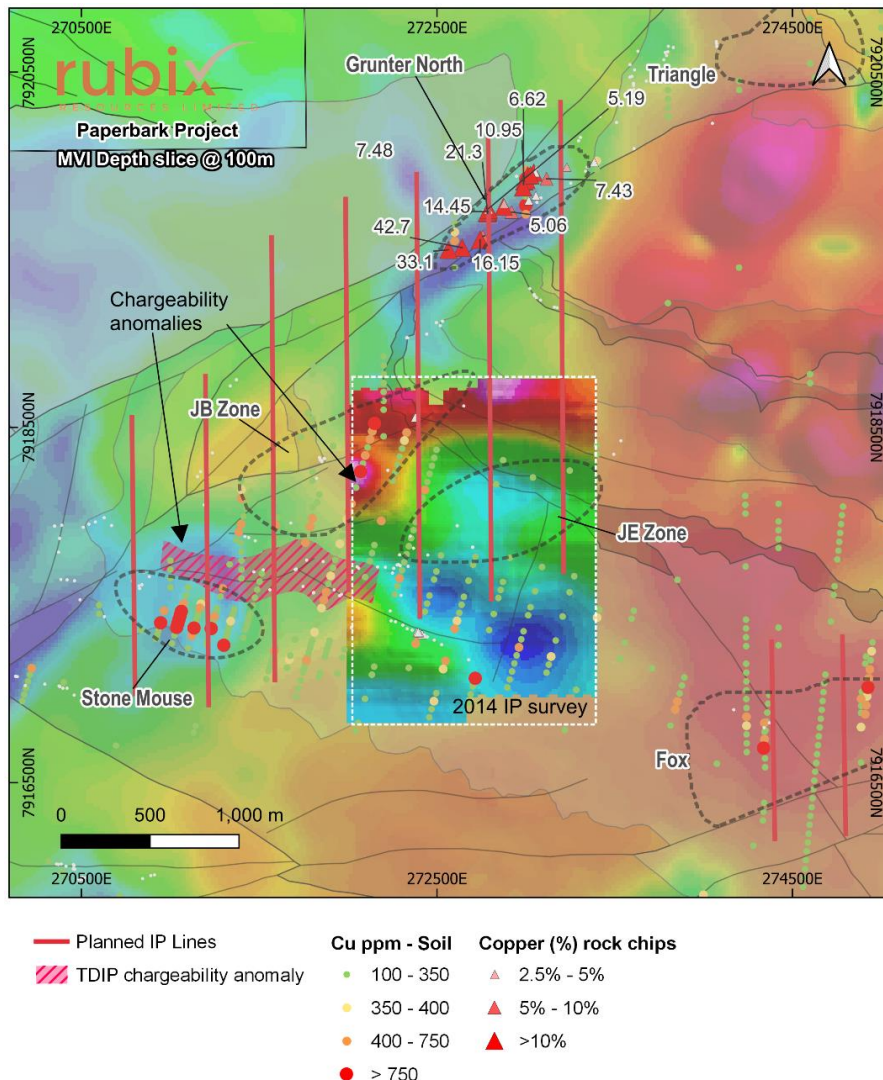 270500E
272500E
274500E
7920500N
7920500N
rubix
RESOURCES LIMITED
Paperbark Project
MVI Depth slice @ 100m
Grunter North
Triangle
6.62
5.19
10.95
7.48
21.3
7.43
14.45
5.06
42.7
33.1
16.15
Chargeability
anomalies
JB Zone
7918500N
7918500N
JE Zone
Stone Mouse
2014 IP survey
Fox
7916500N
7916500N
0 500 1,000 m
270500E
272500E
274500E
Planned IP Lines
TDIP chargeability anomaly
Cu ppm - Soil
100 - 350
350 - 400
400 - 750
> 750
Copper (%) rock chips
2.5% - 5%
5% - 10%
>10%